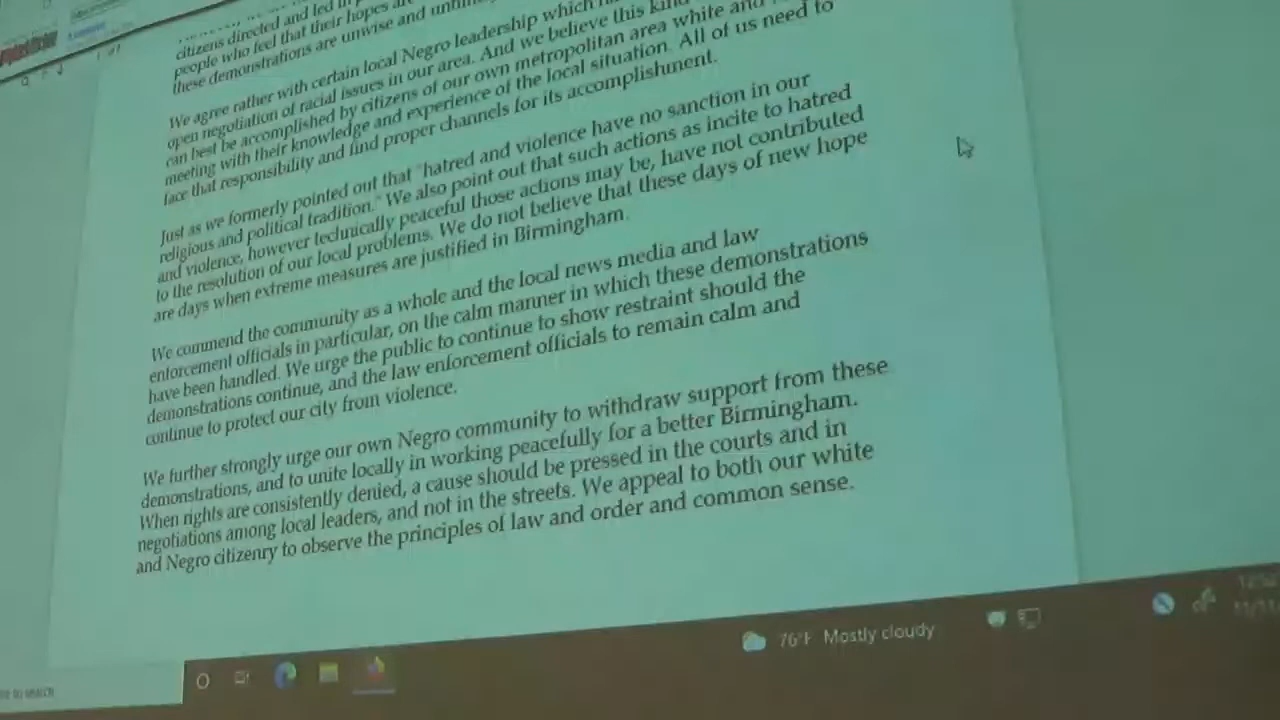 citizens directed and led in
people who feel that their hopes are
these demonstrations are unwise and
We agree rather with certain local Negro leadership which
open negotiation of racial issues in our area. And we believe this kind
can best be accomplished by citizens of our own metropolitan area white and
meeting with their knowledge and experience of the local situation. All of us need to
face that responsibility and find proper channels for its accomplishment.
Just as we formerly pointed out that "hatred and violence have no sanction in our
religious and political tradition." We also point out that such actions as incite to hatred
and violence, however technically peaceful those actions may be, have not contributed
to the resolution of our local problems. We do not believe that these days of new hope
are days when extreme measures are justified in Birmingham.
We commend the community as a whole and the local news media and law
enforcement officials in particular, on the calm manner in which these demonstrations
have been handled. We urge the public to continue to show restraint should the
demonstrations continue, and the law enforcement officials to remain calm and
continue to protect our city from violence.
We further strongly urge our own Negro community to withdraw support from these
demonstrations, and to unite locally in working peacefully for a better Birmingham.
When rights are consistently denied, a cause should be pressed in the courts and in
negotiations among local leaders, and not in the streets. We appeal to both our white
and Negro citizenry to observe the principles of law and order and common sense.
76°F Mostly cloudy
to search